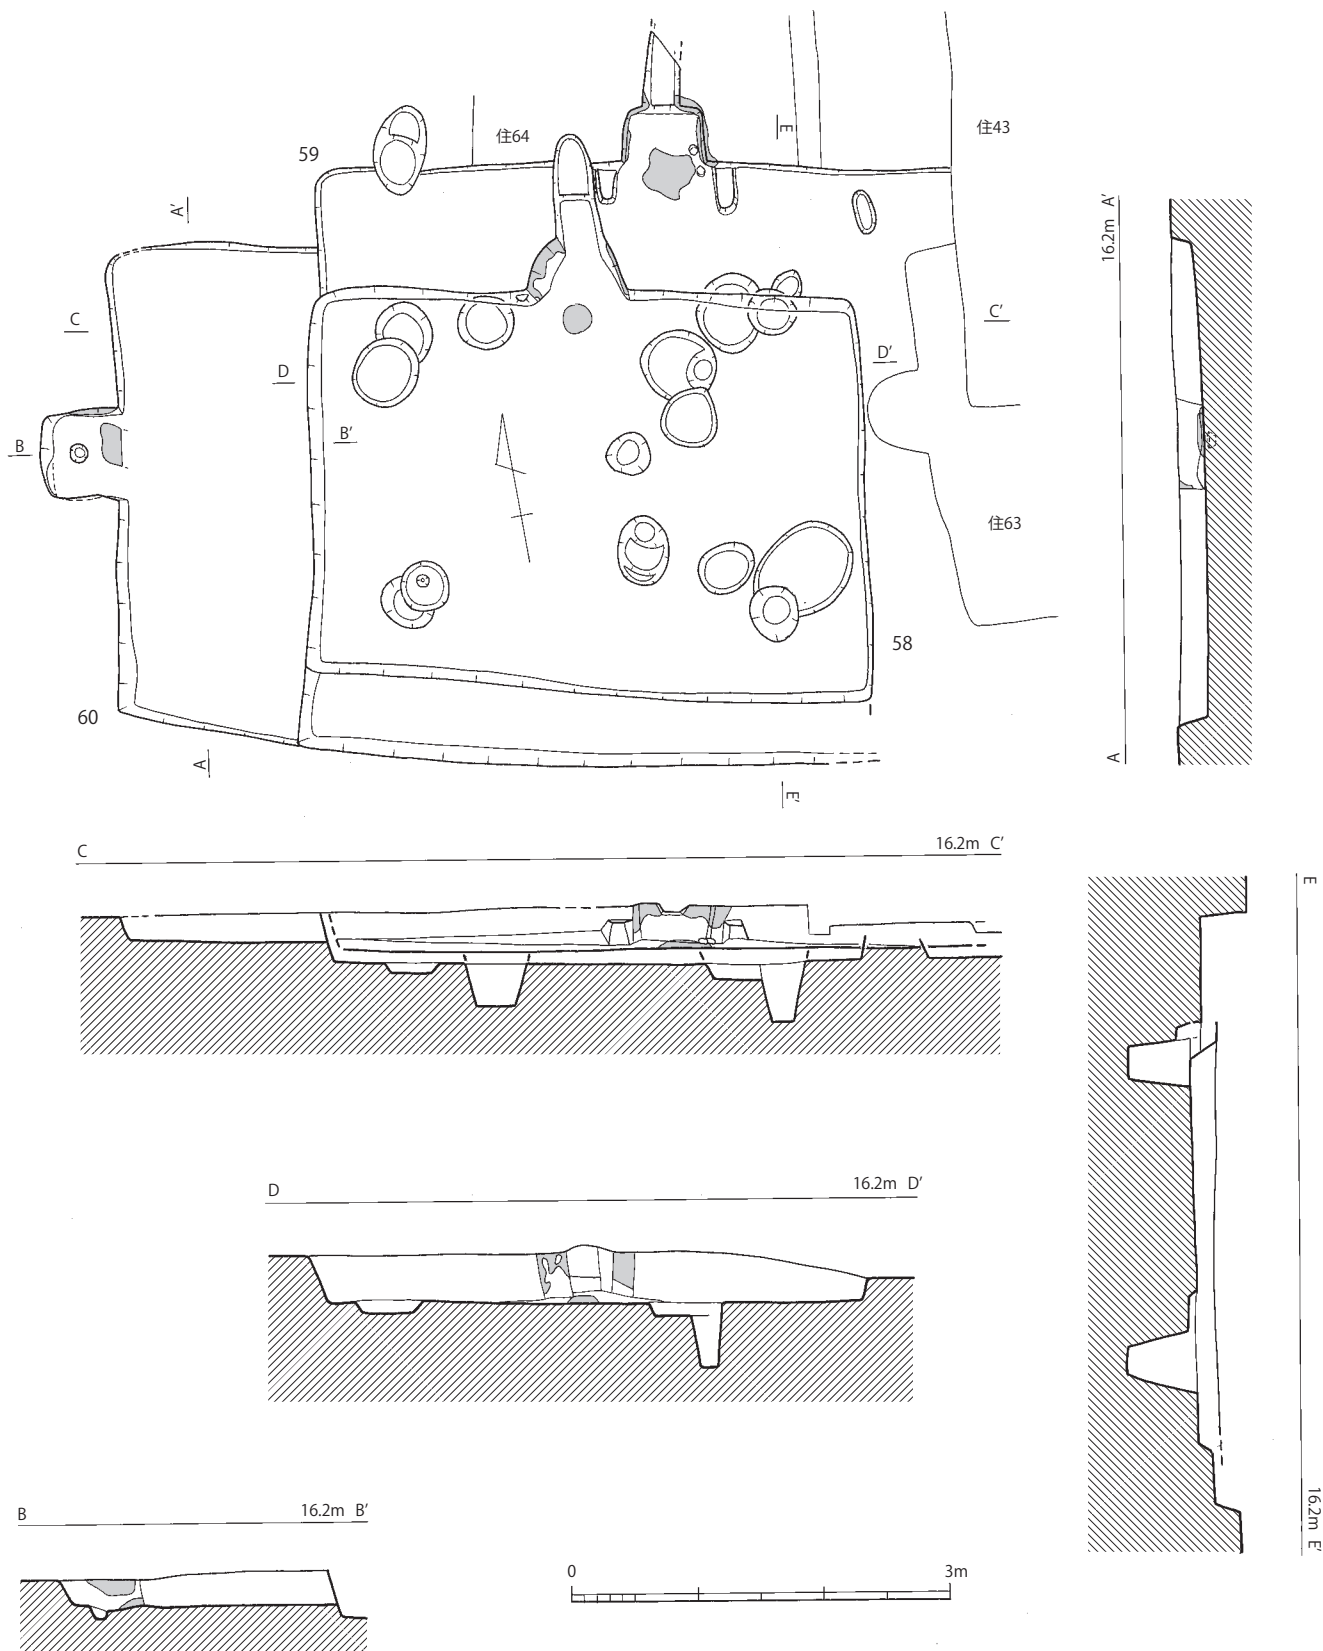 住64
住43
59
E
A'
16.2m A'
C
C'
D
D'
B
B'
住63
58
60
A
A
E'
C
16.2m C'
E
D
16.2m D'
B
16.2m B'
16.2m E'
0
3m